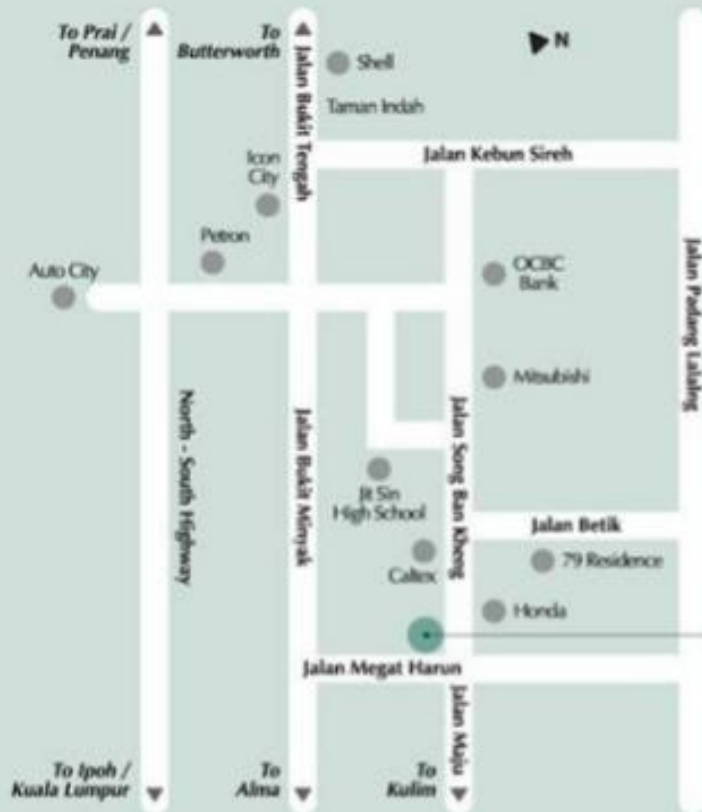 To Prai /
Penang
To
Butterworth
N
Shell
Taman Indah
Jalan Bukit Tengah
Jalan Kebun Sireh
Icon
City
Petron
Auto City
OCBC
Bank
Jalan Padang Lalalng
Mitsubishi
North - South Highway
Jalan Bukit Minyak
Jalan Song Ban Kheng
Jit Sin
High School
Jalan Betik
Caltex
79 Residence
Honda
Jalan Megat Harun
Jalan Maju
To Ipoh /
Kuala Lumpur
To
Alma
To
Kulim